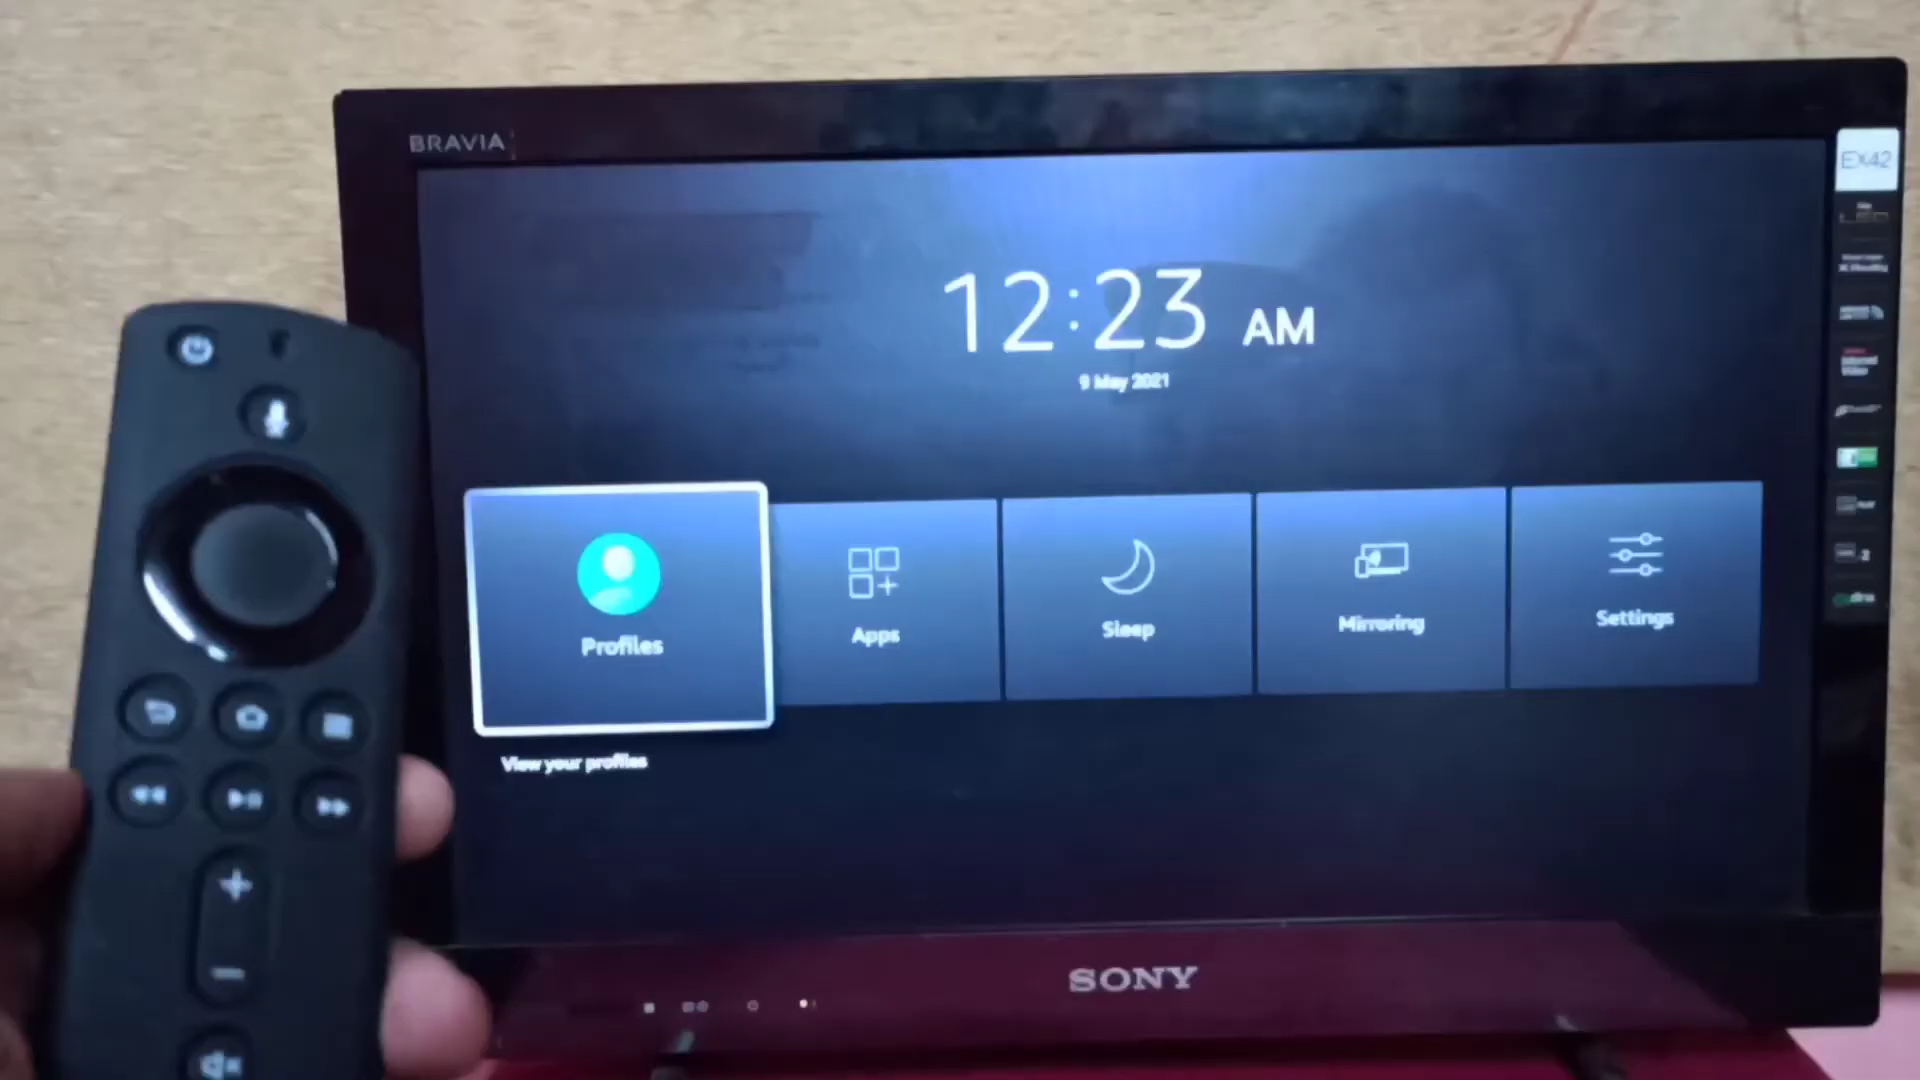 BRAVIA
EX42
12:23 AM
9 May 2021
Profiles
Apps
Sleep
Mirroring
Settings
View your profiles
SONY